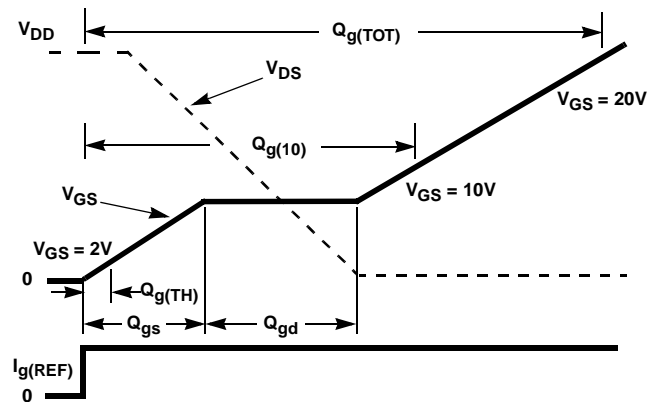 V_DD
Q_g(TOT)
V_DS
V_GS = 20V
Q_g(10)
V_GS
V_GS = 10V
V_GS = 2V
0
Q_g(TH)
Q_gs
Q_gd
I_g(REF)
0